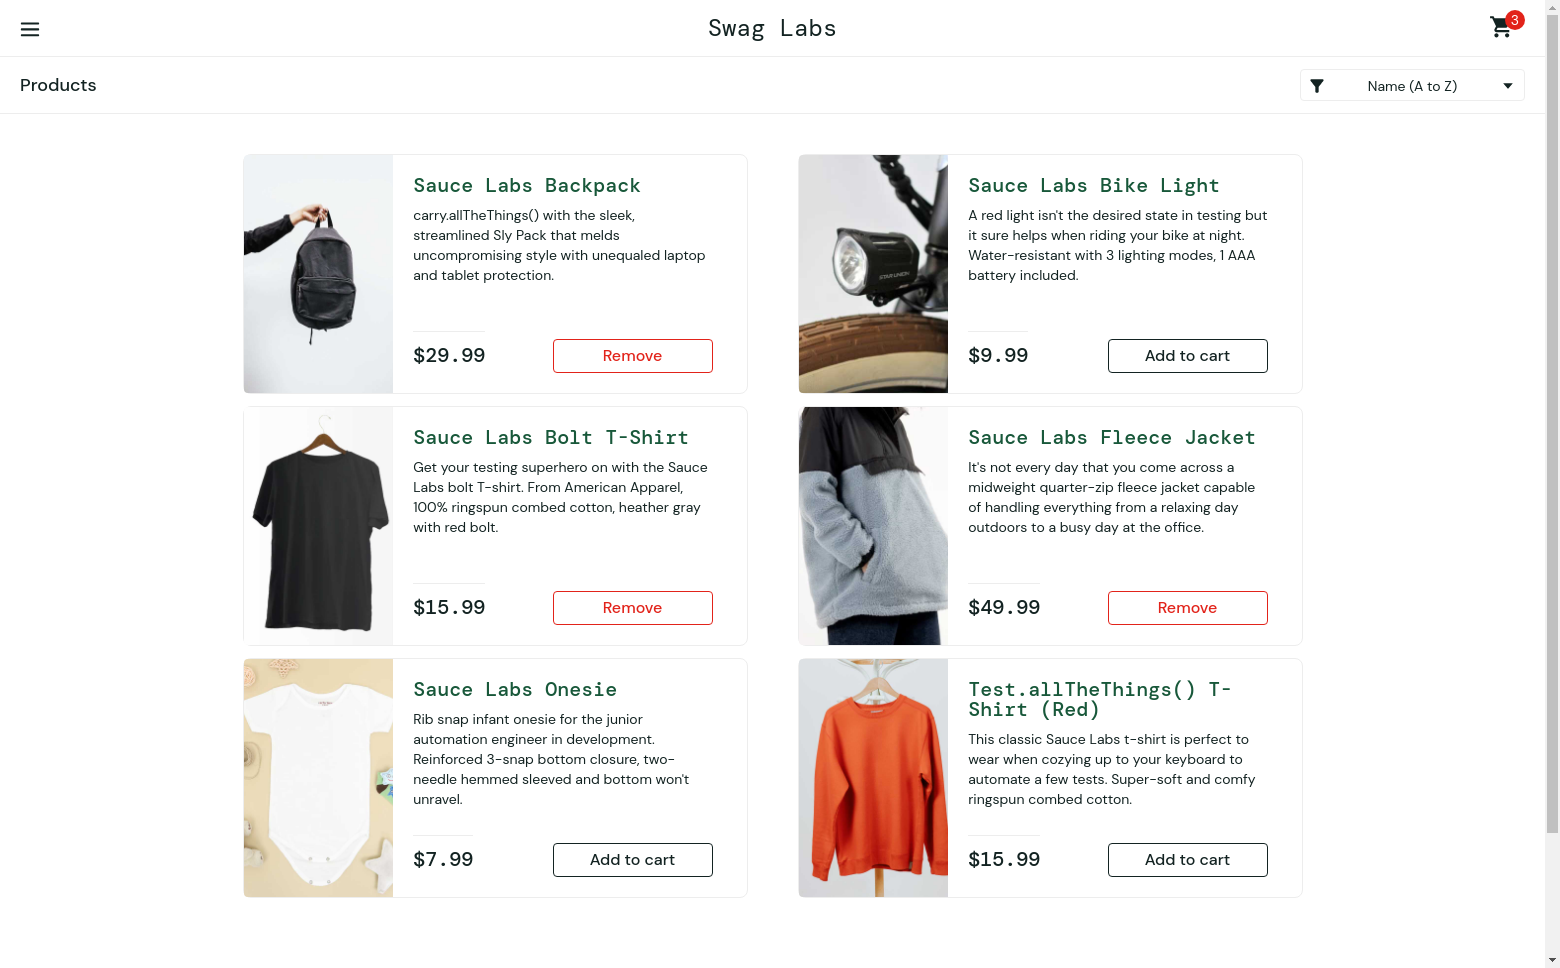 Swag Labs
3
Products
Name (A to Z)
Sauce Labs Backpack
carry.allTheThings() with the sleek,
streamlined Sly Pack that melds
uncompromising style with unequaled laptop
and tablet protection.
$29.99
Remove
Sauce Labs Bike Light
A red light isn't the desired state in testing but
it sure helps when riding your bike at night.
Water-resistant with 3 lighting modes, 1 AAA
battery included.
$9.99
Add to cart
STAR UNION
Sauce Labs Bolt T-Shirt
Get your testing superhero on with the Sauce
Labs bolt T-shirt. From American Apparel,
100% ringspun combed cotton, heather gray
with red bolt.
$15.99
Remove
Sauce Labs Fleece Jacket
It's not every day that you come across a
midweight quarter-zip fleece jacket capable
of handling everything from a relaxing day
outdoors to a busy day at the office.
$49.99
Remove
Sauce Labs Onesie
Rib snap infant onesie for the junior
automation engineer in development.
Reinforced 3-snap bottom closure, two-
needle hemmed sleeved and bottom won't
unravel.
$7.99
Add to cart
Test.allTheThings() T-
Shirt (Red)
This classic Sauce Labs t-shirt is perfect to
wear when cozying up to your keyboard to
automate a few tests. Super-soft and comfy
ringspun combed cotton.
$15.99
Add to cart